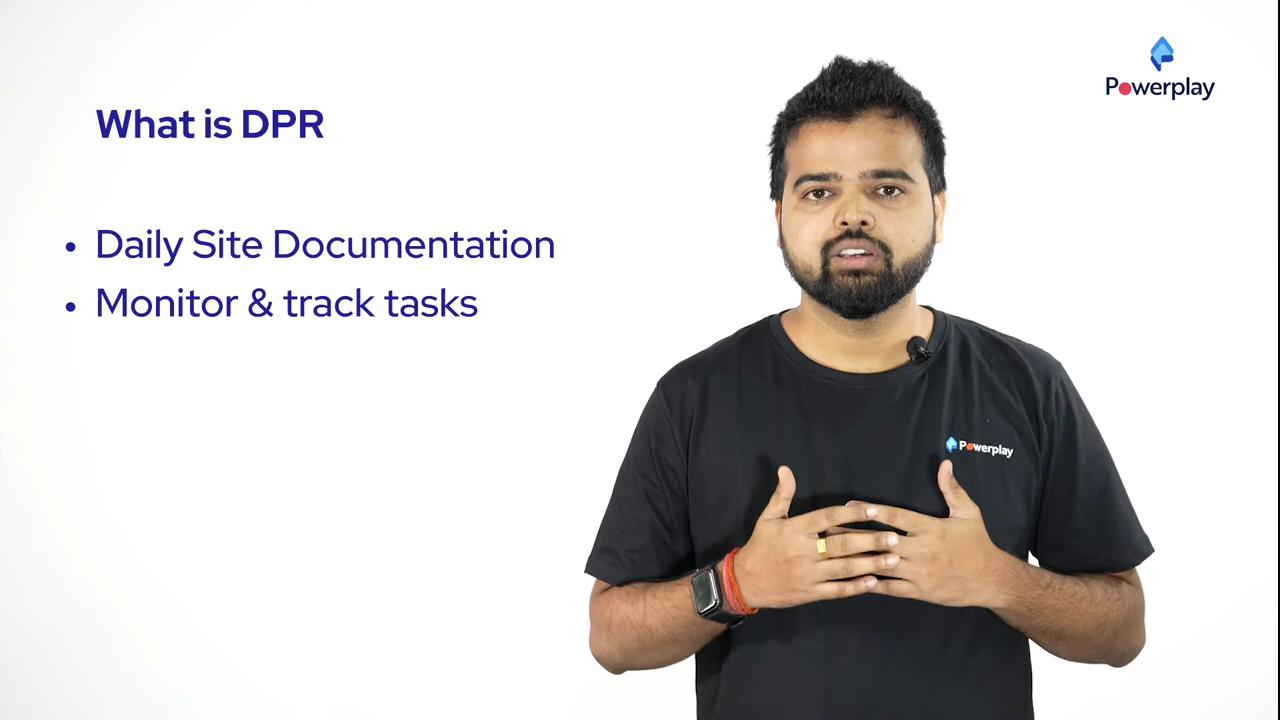 What is DPR
Daily Site Documentation
Monitor & track tasks
Powerplay
Powerplay